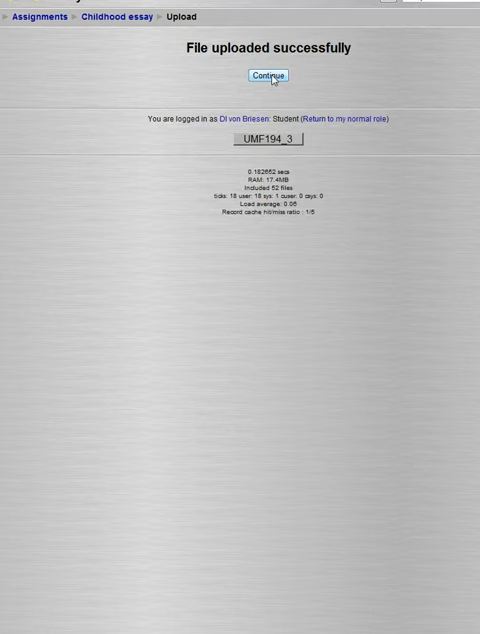 Assignments ► Childhood essay ► Upload
File uploaded successfully
Continue
You are logged in as DI von Briesen: Student (Return to my normal role)
UMF194_3
0.182652 secs
RAM: 17.4MB
Included 52 files
ticks: 18 user: 18 sys: 1 cuser: 0 csys: 0
Load average: 0.06
Record cache hit/miss ratio : 1/5